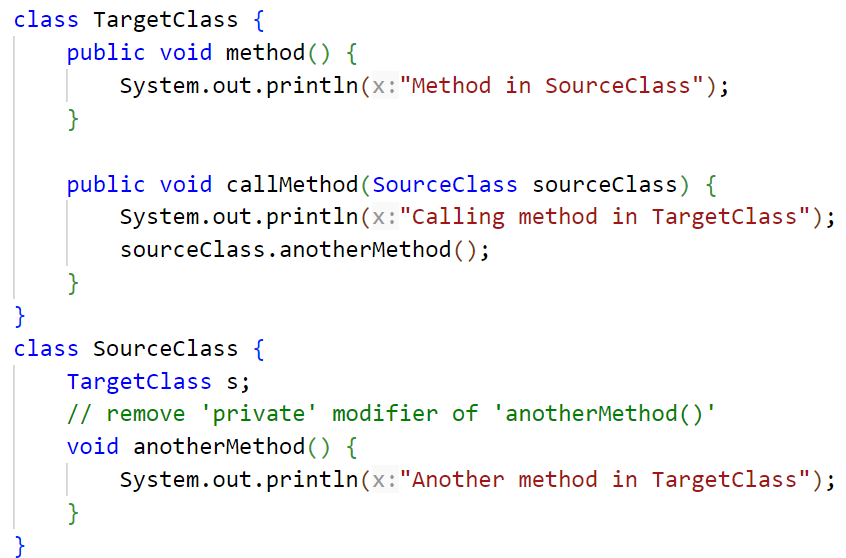 class TargetClass {
    public void method() {
        System.out.println(x:"Method in SourceClass");
    }

    public void callMethod(SourceClass sourceClass) {
        System.out.println(x:"Calling method in TargetClass");
        sourceClass.anotherMethod();
    }
}
class SourceClass {
    TargetClass s;
    // remove 'private' modifier of 'anotherMethod()'
    void anotherMethod() {
        System.out.println(x:"Another method in TargetClass");
    }
}